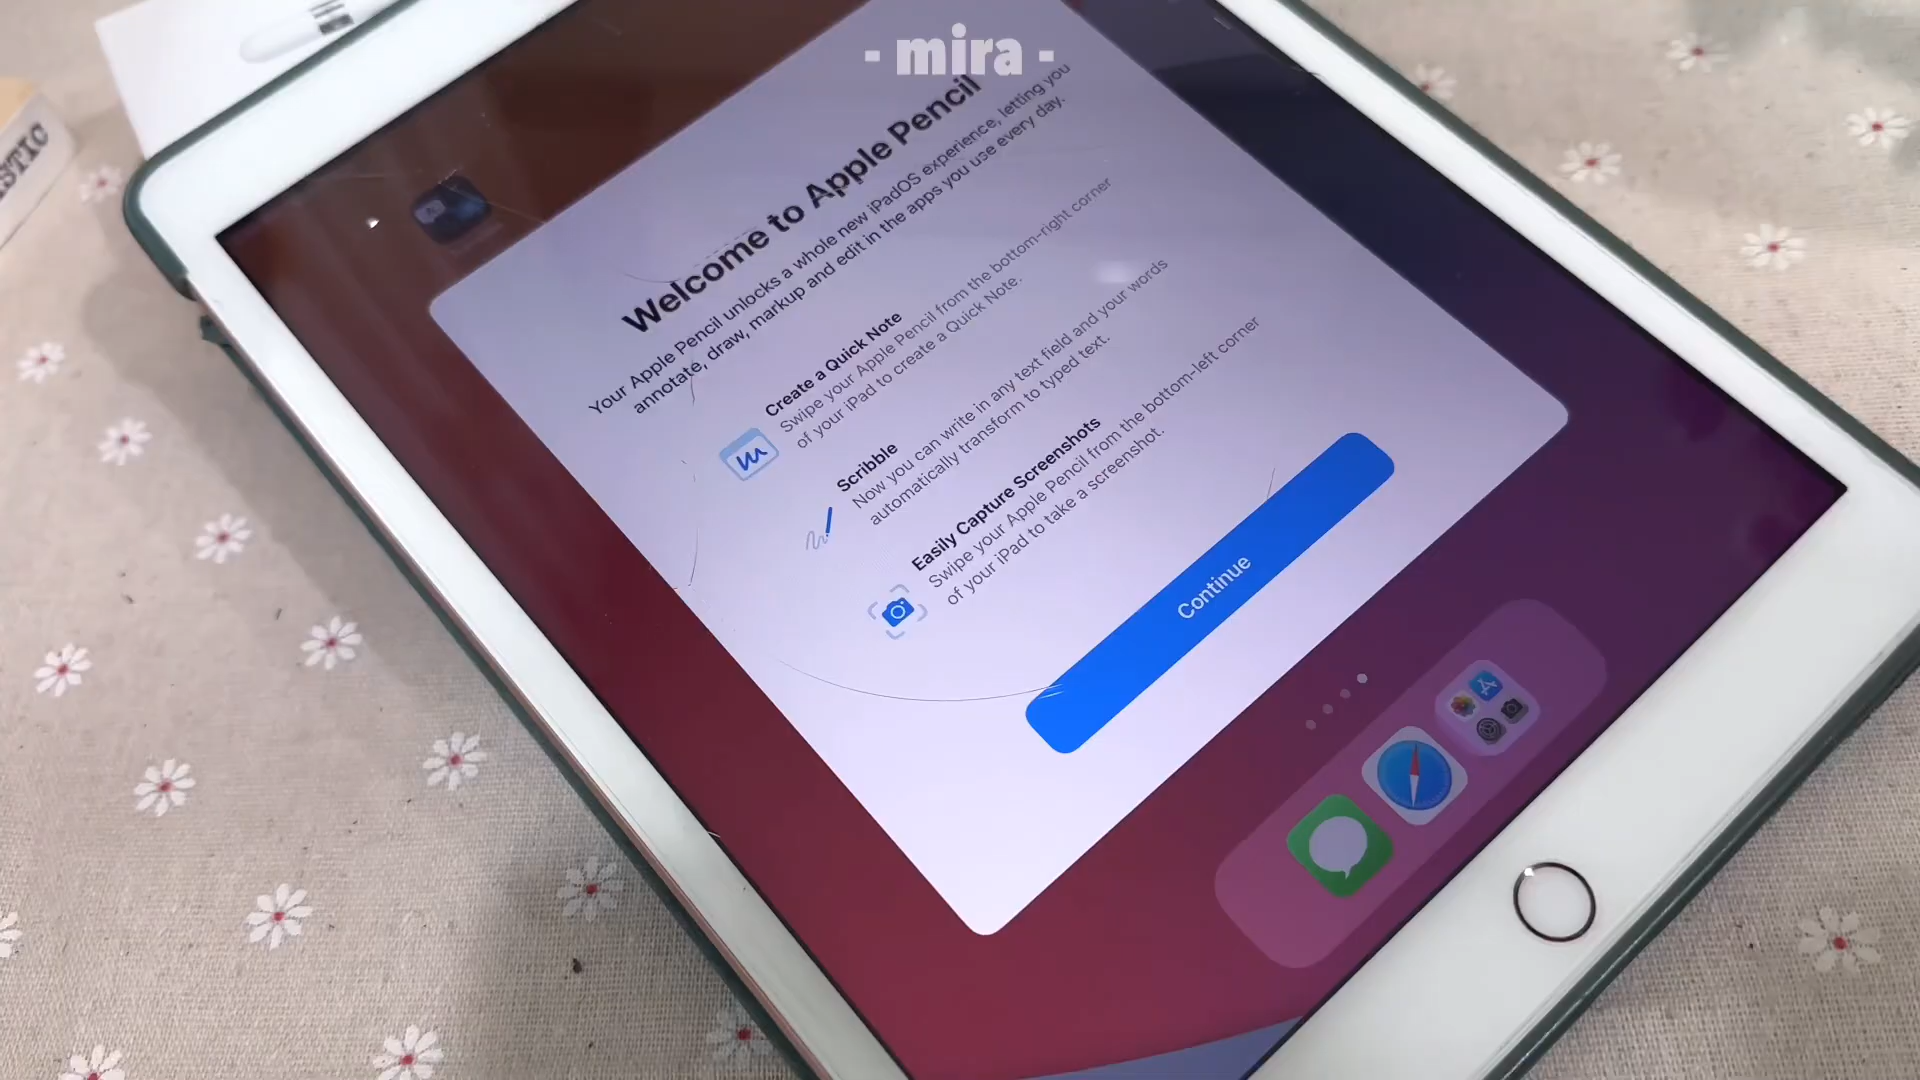 - mira -
STIC
Welcome to Apple Pencil
Your Apple Pencil unlocks a whole new iPadOS experience, letting you
annotate, draw, markup and edit in the apps you use every day.
Create a Quick Note
Swipe your Apple Pencil from the bottom-right corner
of your iPad to create a Quick Note.
Scribble
Now you can write in any text field and your words
automatically transform to typed text.
Easily Capture Screenshots
Swipe your Apple Pencil from the bottom-left corner
of your iPad to take a screenshot.
Continue